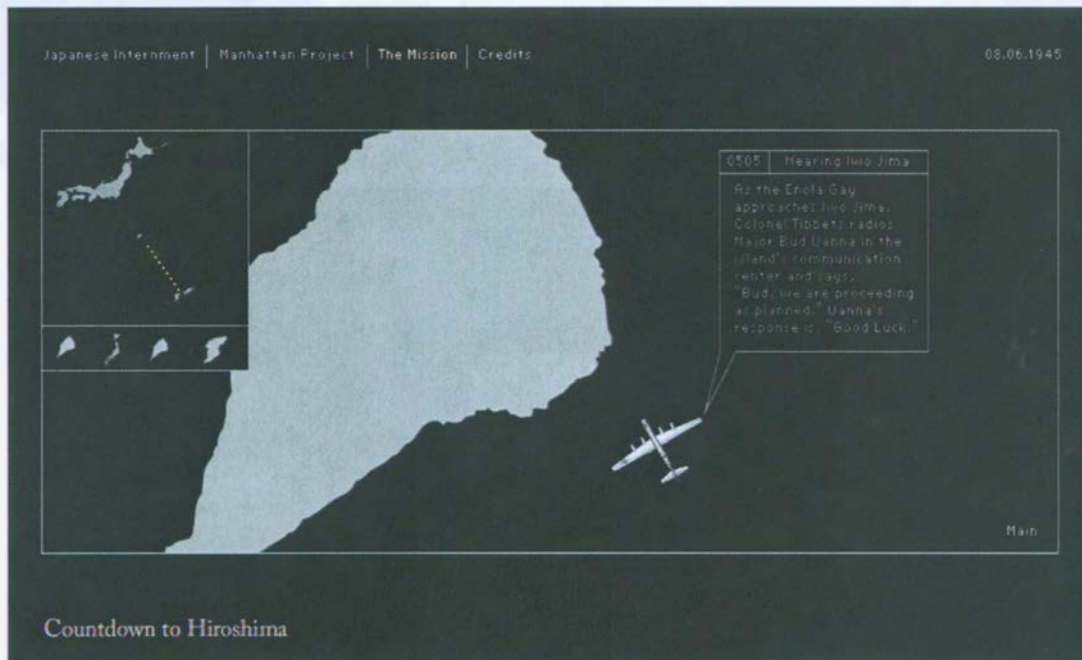 Japanese Internment | Manhattan Project | The Mission | Credits
08.06.1945
0505 | Nearing Iwo Jima
As the Enola Gay
approaches Iwo Jima,
Colonel Tibbets radios
Major Bud Uanna in the
island's communication
center and says,
"Bud, we are proceeding
as planned." Uanna's
response is, "Good Luck."
Main
Countdown to Hiroshima